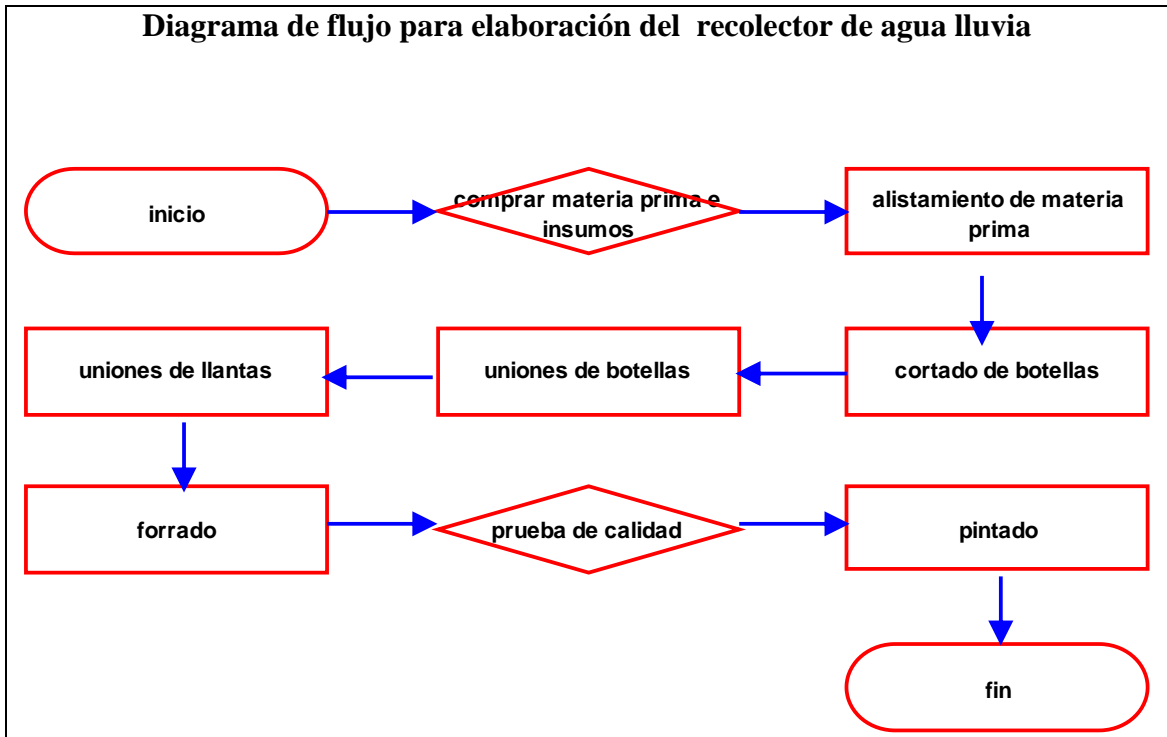 Diagrama de flujo para elaboración del recolector de agua lluvia
inicio
comprar materia prima e
insumos
alistamiento de materia
prima
uniones de llantas
uniones de botellas
cortado de botellas
forrado
prueba de calidad
pintado
fin